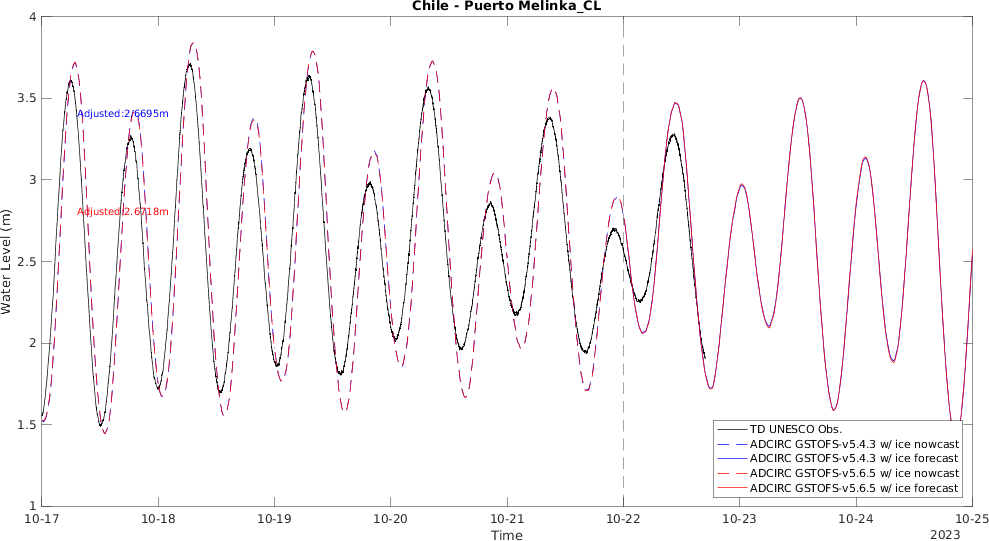 Chile - Puerto Melinka_CL
4
3.5
3
2.5
2
1.5
1
Water Level (m)
Adjusted:2.6695m
Adjusted:2.6718m
TD UNESCO Obs.
ADCIRC GSTOFS-v5.4.3 w/ ice nowcast
ADCIRC GSTOFS-v5.4.3 w/ ice forecast
ADCIRC GSTOFS-v5.6.5 w/ ice nowcast
ADCIRC GSTOFS-v5.6.5 w/ ice forecast
10-17 10-18 10-19 10-20 10-21 10-22 10-23 10-24 10-25
Time
2023